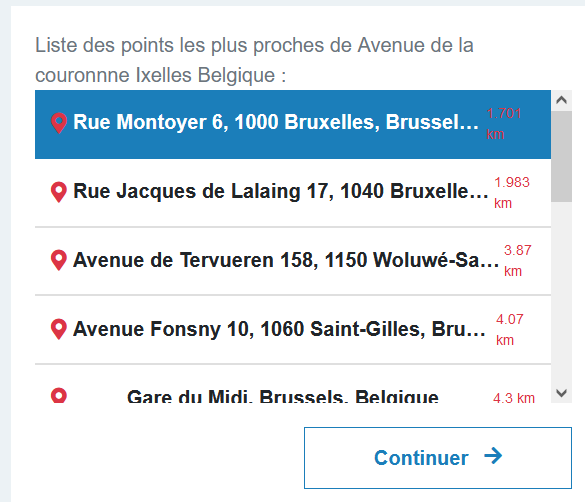 Liste des points les plus proches de Avenue de la
couronnne Ixelles Belgique :
Rue Montoyer 6, 1000 Bruxelles, Brussel… 1.701
km
Rue Jacques de Lalaing 17, 1040 Bruxelle… 1.983
km
Avenue de Tervueren 158, 1150 Woluwé-Sa… 3.87
km
Avenue Fonsny 10, 1060 Saint-Gilles, Bru… 4.07
km
Gare du Midi, Brussels, Belgique 4.3 km
Continuer →